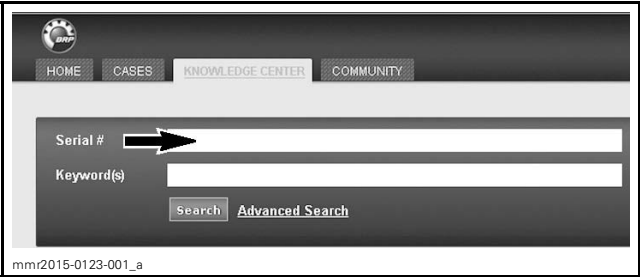 BRP
HOME CASES KNOWLEDGE CENTER COMMUNITY
Serial #
Keyword(s)
Search Advanced Search
mmr2015-0123-001_a